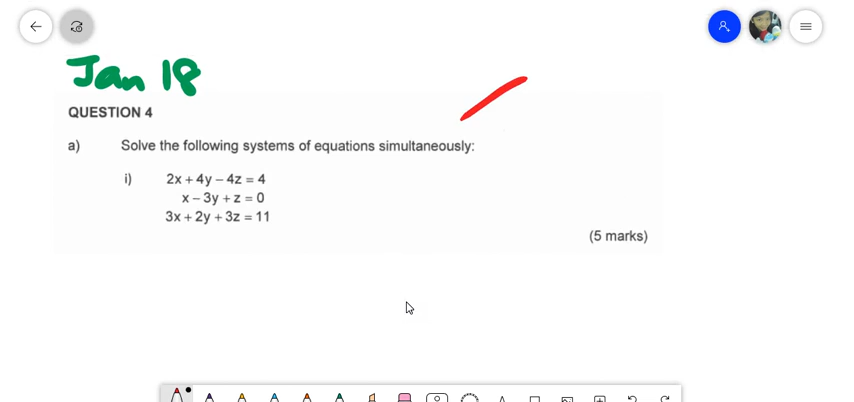 Jan 18
QUESTION 4
a) Solve the following systems of equations simultaneously:
i) 2x + 4y − 4z = 4
x − 3y + z = 0
3x + 2y + 3z = 11
(5 marks)